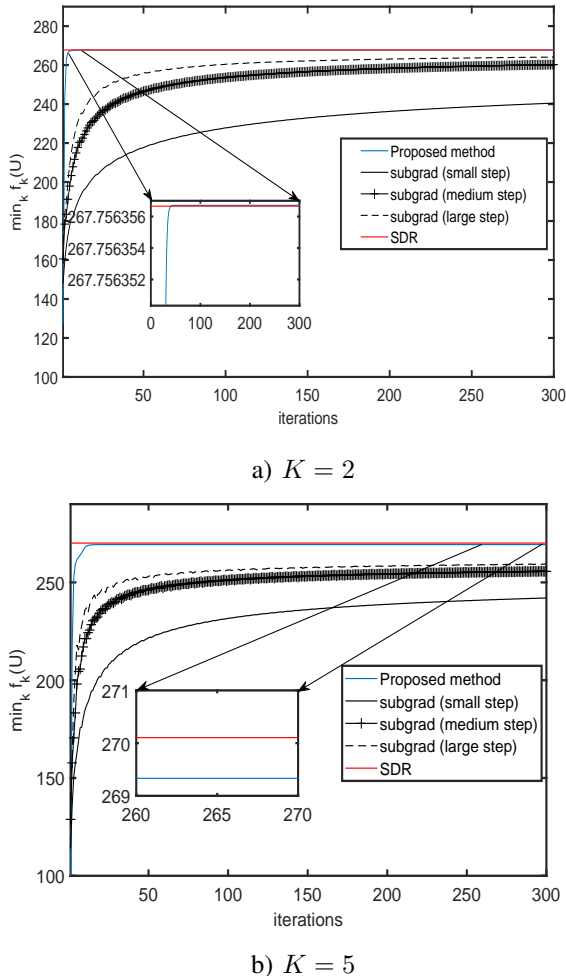 300
280
260
240
220
200
180
160
140
120
100
min_k f_k(U)
Proposed method
subgrad (small step)
subgrad (medium step)
subgrad (large step)
SDR
267.756356
267.756354
267.756352
0 100 200 300
50 100 150 200 250 300
iterations
a) K = 2
250
200
150
100
min_k f_k(U)
Proposed method
subgrad (small step)
subgrad (medium step)
subgrad (large step)
SDR
271
270
269
260 265 270
50 100 150 200 250 300
iterations
b) K = 5